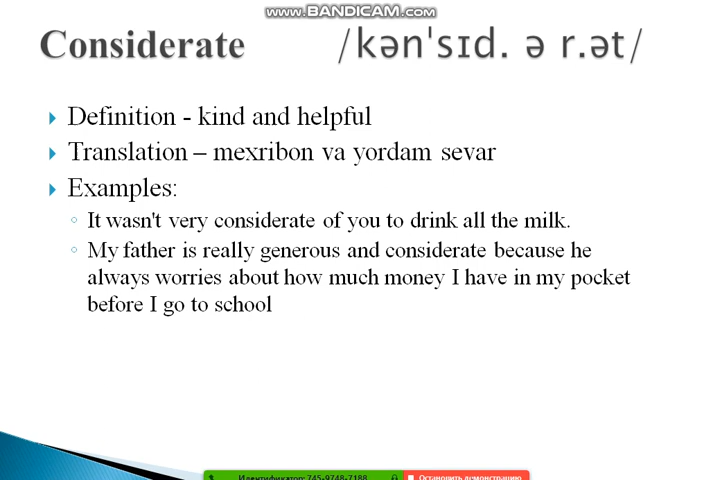 www.BANDICAM.com
Considerate /kənˈsɪd. ə r.ət/
Definition - kind and helpful
Translation – mexribon va yordam sevar
Examples:
It wasn't very considerate of you to drink all the milk.
My father is really generous and considerate because he
always worries about how much money I have in my pocket
before I go to school
Идентификатор: 745-9748-7188 Остановить демонстрацию